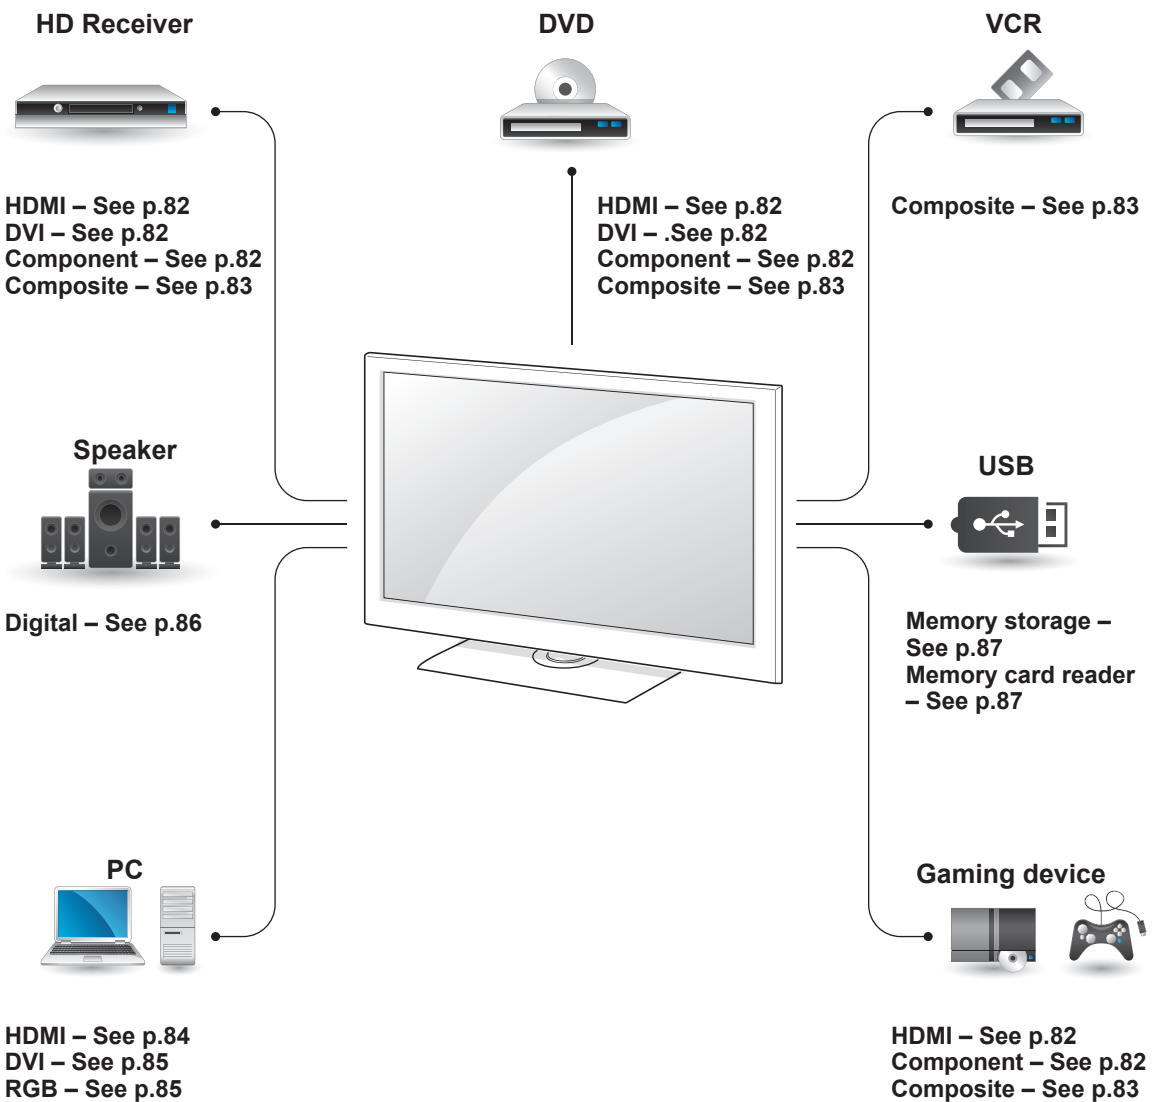 HD Receiver
HDMI – See p.82
DVI – See p.82
Component – See p.82
Composite – See p.83
DVD
HDMI – See p.82
DVI – .See p.82
Component – See p.82
Composite – See p.83
VCR
Composite – See p.83
Speaker
Digital – See p.86
USB
Memory storage –
See p.87
Memory card reader
– See p.87
PC
HDMI – See p.84
DVI – See p.85
RGB – See p.85
Gaming device
HDMI – See p.82
Component – See p.82
Composite – See p.83